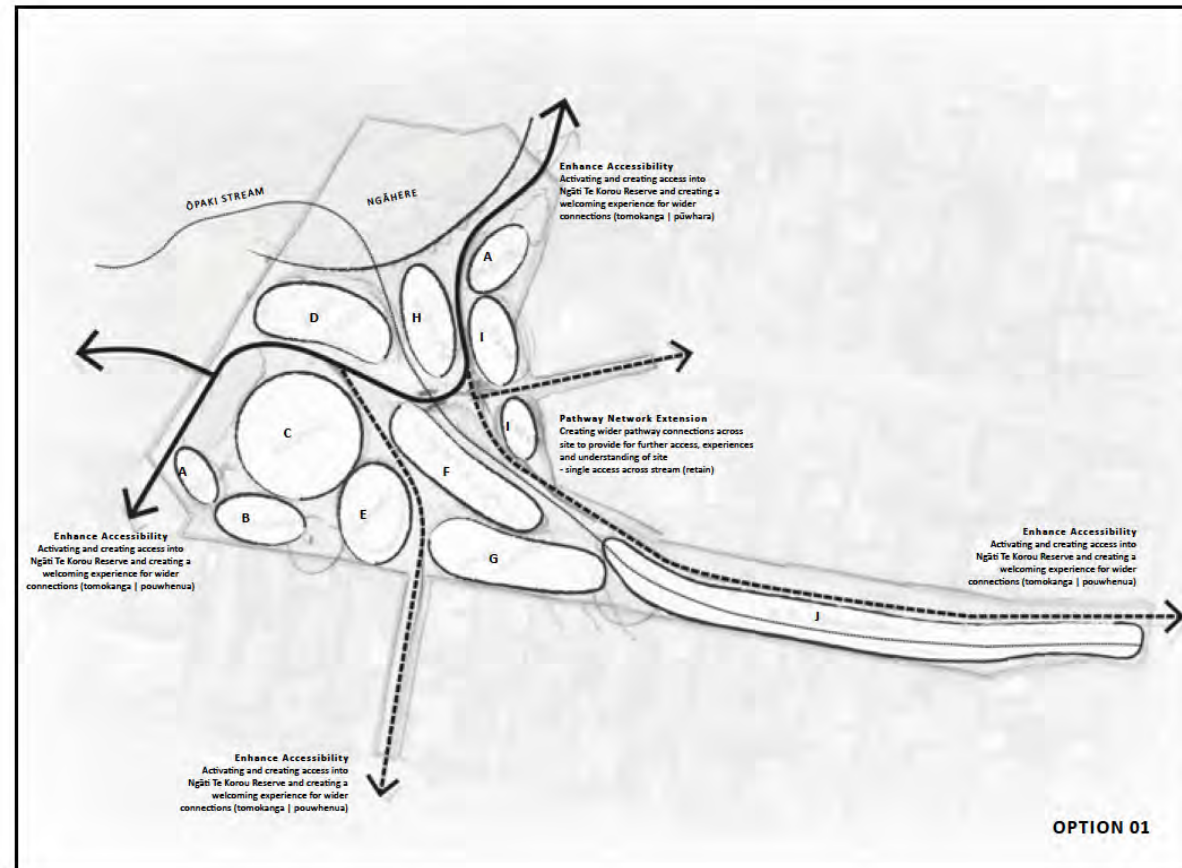 Enhance Accessibility
Activating and creating access into
Ngāti Te Korou Reserve and creating a
welcoming experience for wider
connections (tomokanga | pūwhara)
ŌPAKI STREAM
NGĀHERE
A
D
H
I
Pathway Network Extension
Creating wider pathway connections across
site to provide for further access, experiences
and understanding of site
- single access across stream (retain)
I
C
F
A
B
E
G
Enhance Accessibility
Activating and creating access into
Ngāti Te Korou Reserve and creating a
welcoming experience for wider
connections (tomokanga | pouwhenua)
Enhance Accessibility
Activating and creating access into
Ngāti Te Korou Reserve and creating a
welcoming experience for wider
connections (tomokanga | pouwhenua)
J
Enhance Accessibility
Activating and creating access into
Ngāti Te Korou Reserve and creating a
welcoming experience for wider
connections (tomokanga | pouwhenua)
OPTION 01